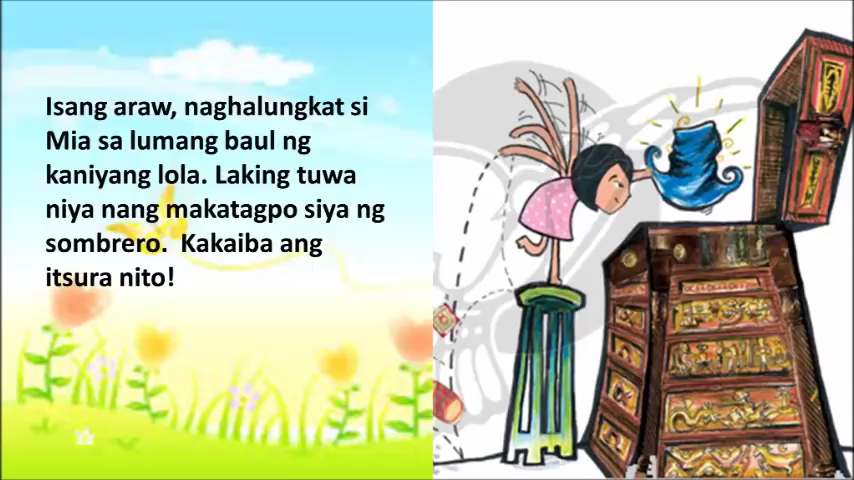 Isang araw, naghalungkat si
Mia sa lumang baul ng
kaniyang lola. Laking tuwa
niya nang makatagpo siya ng
sombrero.  Kakaiba ang
itsura nito!